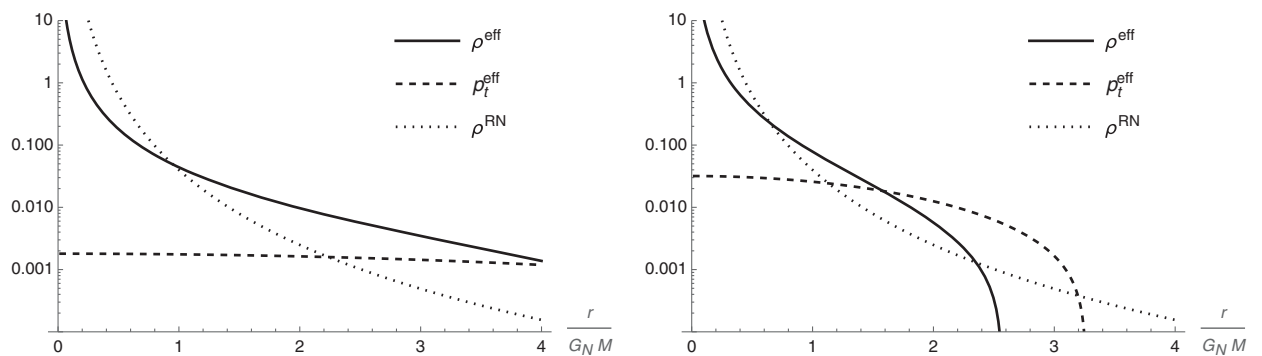 10
1
0.100
0.010
0.001
0 1 2 3 4
r
G_N M
ρ^eff
p_t^eff
ρ^RN
10
1
0.100
0.010
0.001
0 1 2 3 4
r
G_N M
ρ^eff
p_t^eff
ρ^RN